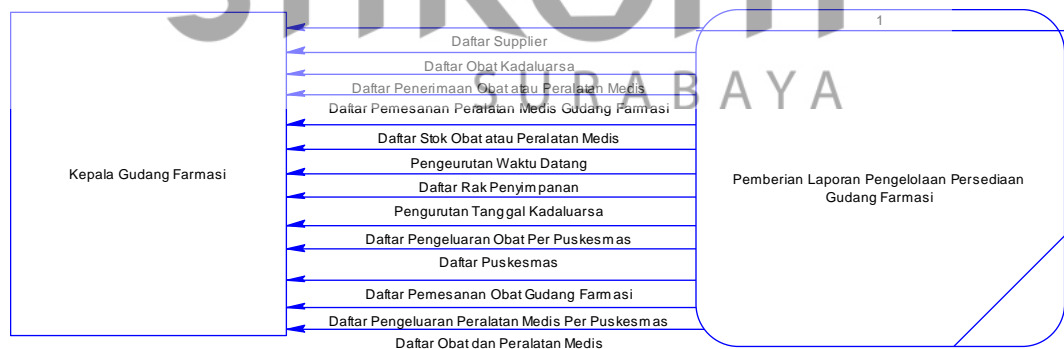 1
Daftar Supplier
Daftar Obat Kadaluarsa
Daftar Penerimaan Obat atau Peralatan Medis
Daftar Pemesanan Peralatan Medis Gudang Farmasi
Daftar Stok Obat atau Peralatan Medis
Pengeurutan Waktu Datang
Daftar Rak Penyimpanan
Pengurutan Tanggal Kadaluarsa
Daftar Pengeluaran Obat Per Puskesmas
Daftar Puskesmas
Daftar Pemesanan Obat Gudang Farmasi
Daftar Pengeluaran Peralatan Medis Per Puskesmas
Daftar Obat dan Peralatan Medis
Kepala Gudang Farmasi
Pemberian Laporan Pengelolaan Persediaan
Gudang Farmasi
SURABAYA